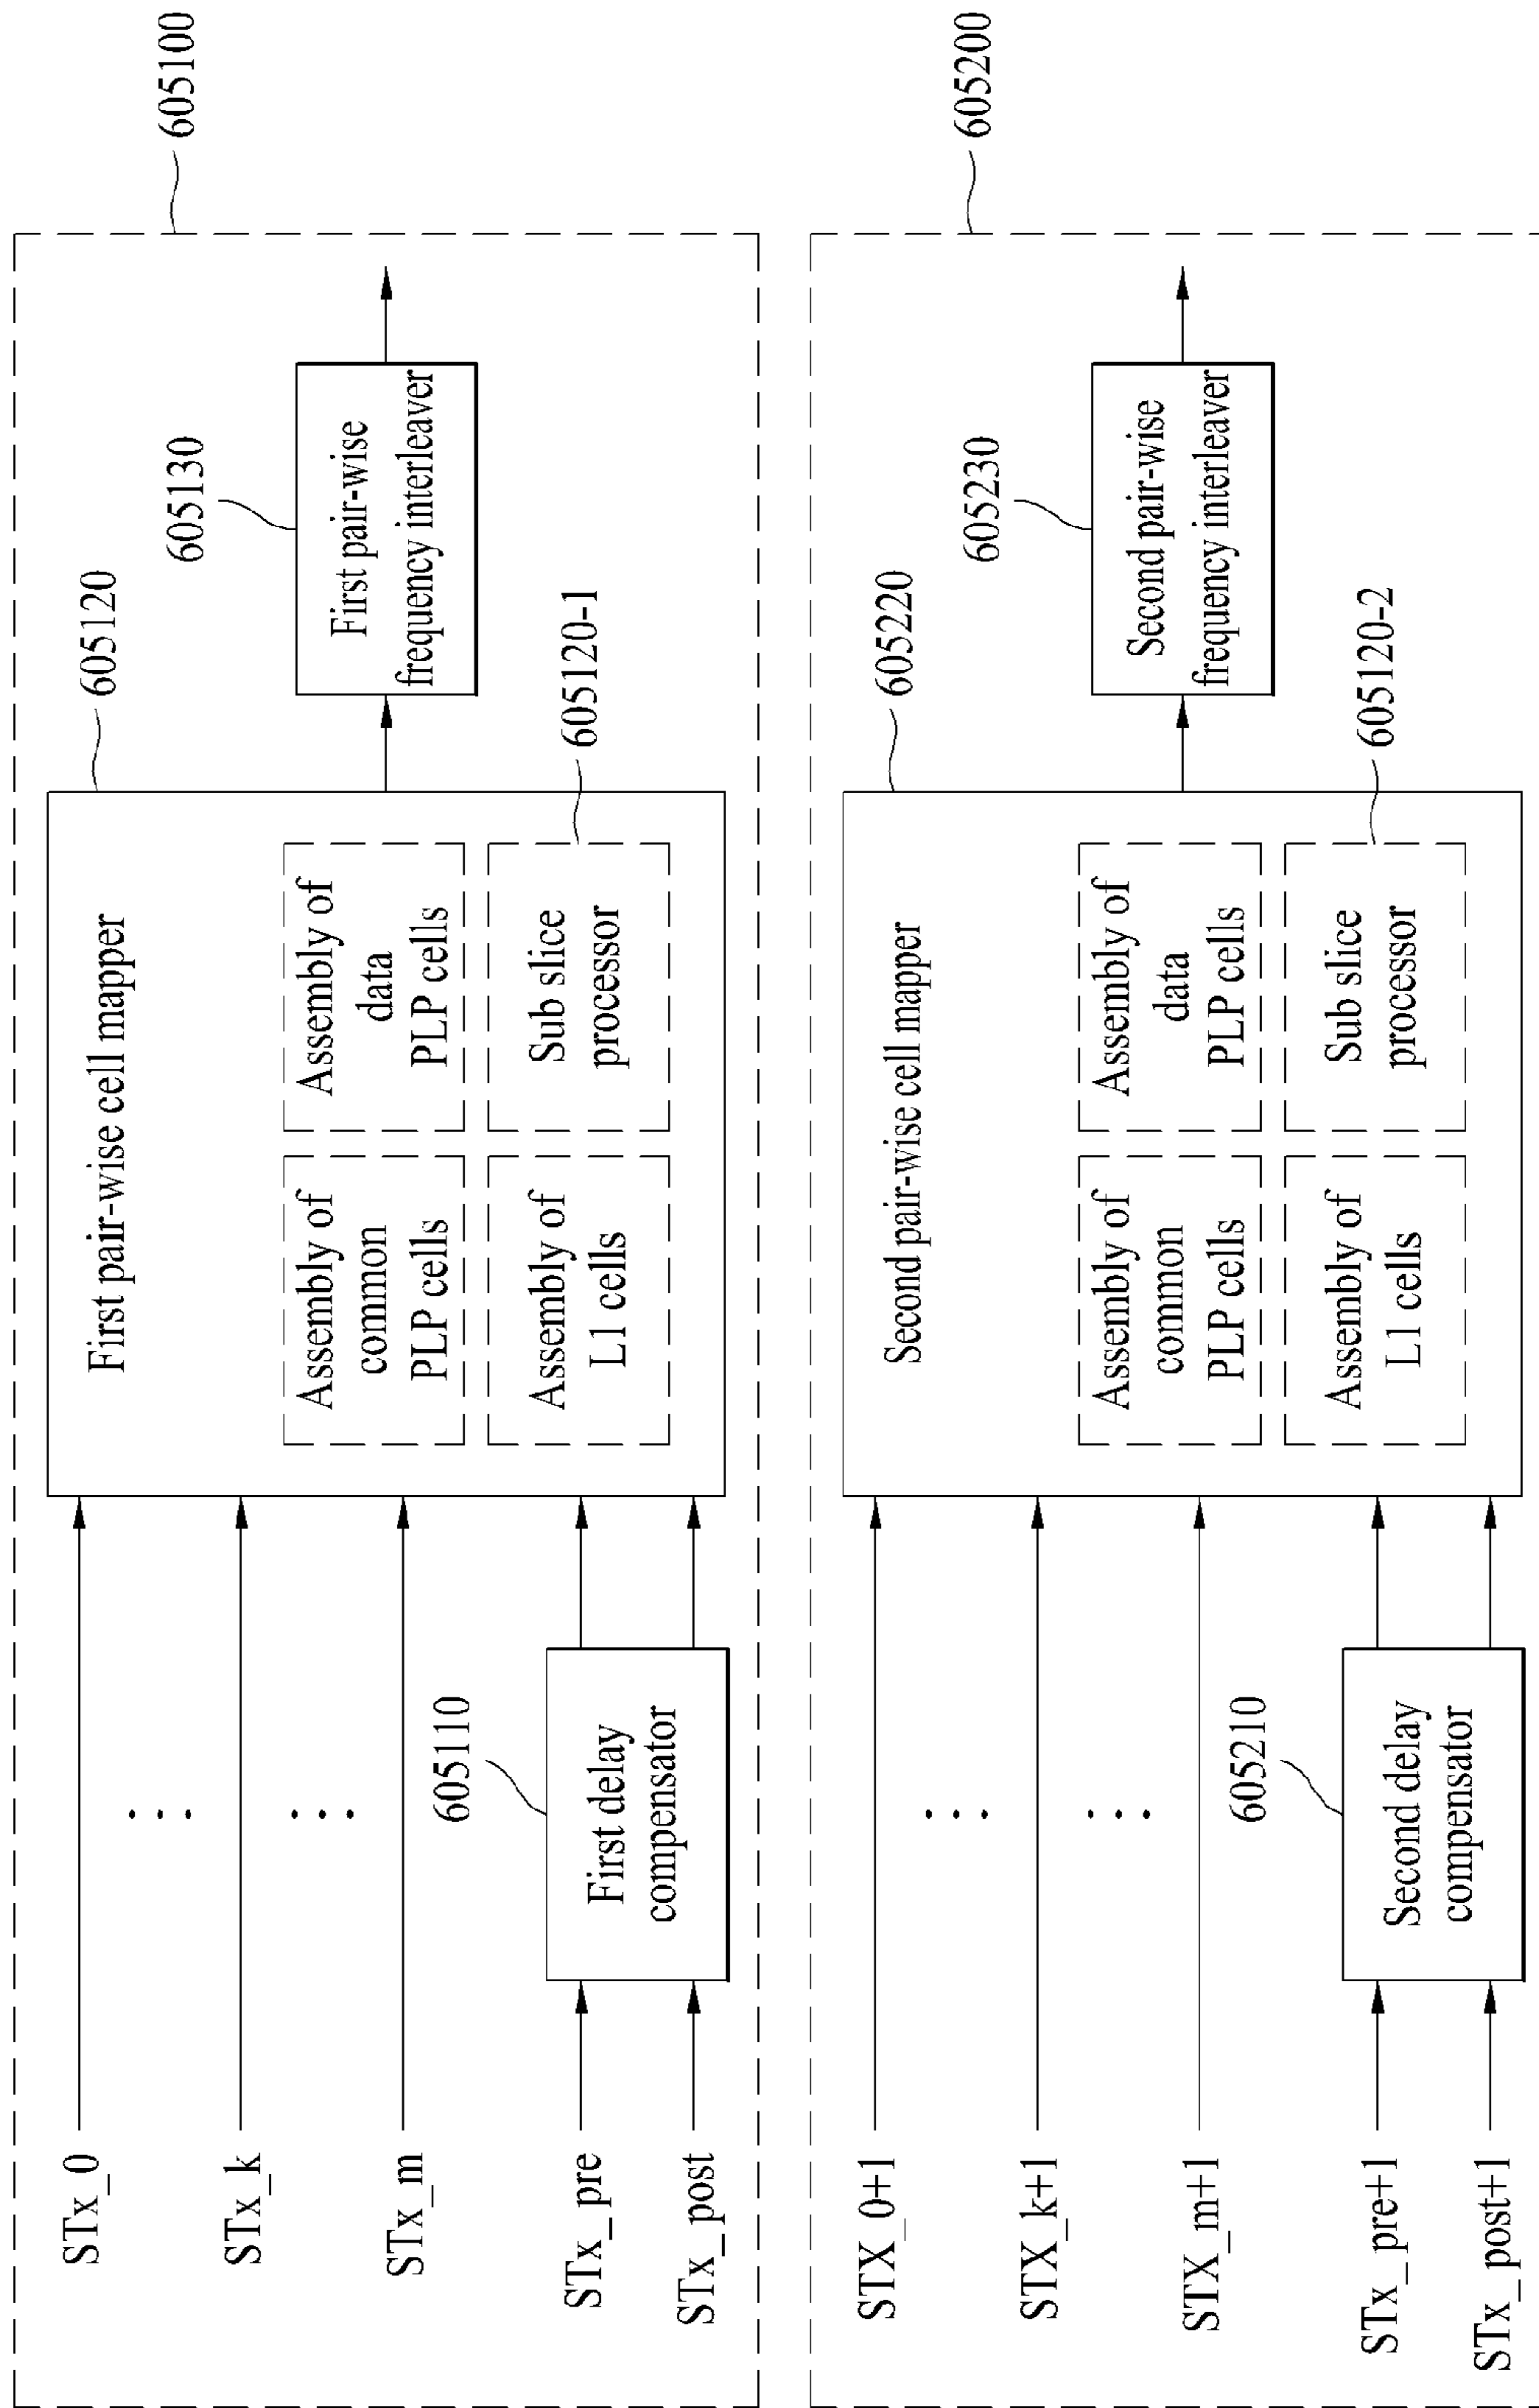 605100
605120
605130
First pair-wise cell mapper
First pair-wise
frequency interleaver
STx_0
STx_k
STx_m
STx_pre
STx_post
605110
First delay
compensator
Assembly of
common
PLP cells
Assembly of
data
PLP cells
Assembly of
L1 cells
Sub slice
processor
605120-1
605200
605220
605230
Second pair-wise cell mapper
Second pair-wise
frequency interleaver
STX_0+1
STX_k+1
STX_m+1
STx_pre+1
STx_post+1
605210
Second delay
compensator
Assembly of
common
PLP cells
Assembly of
data
PLP cells
Assembly of
L1 cells
Sub slice
processor
605120-2